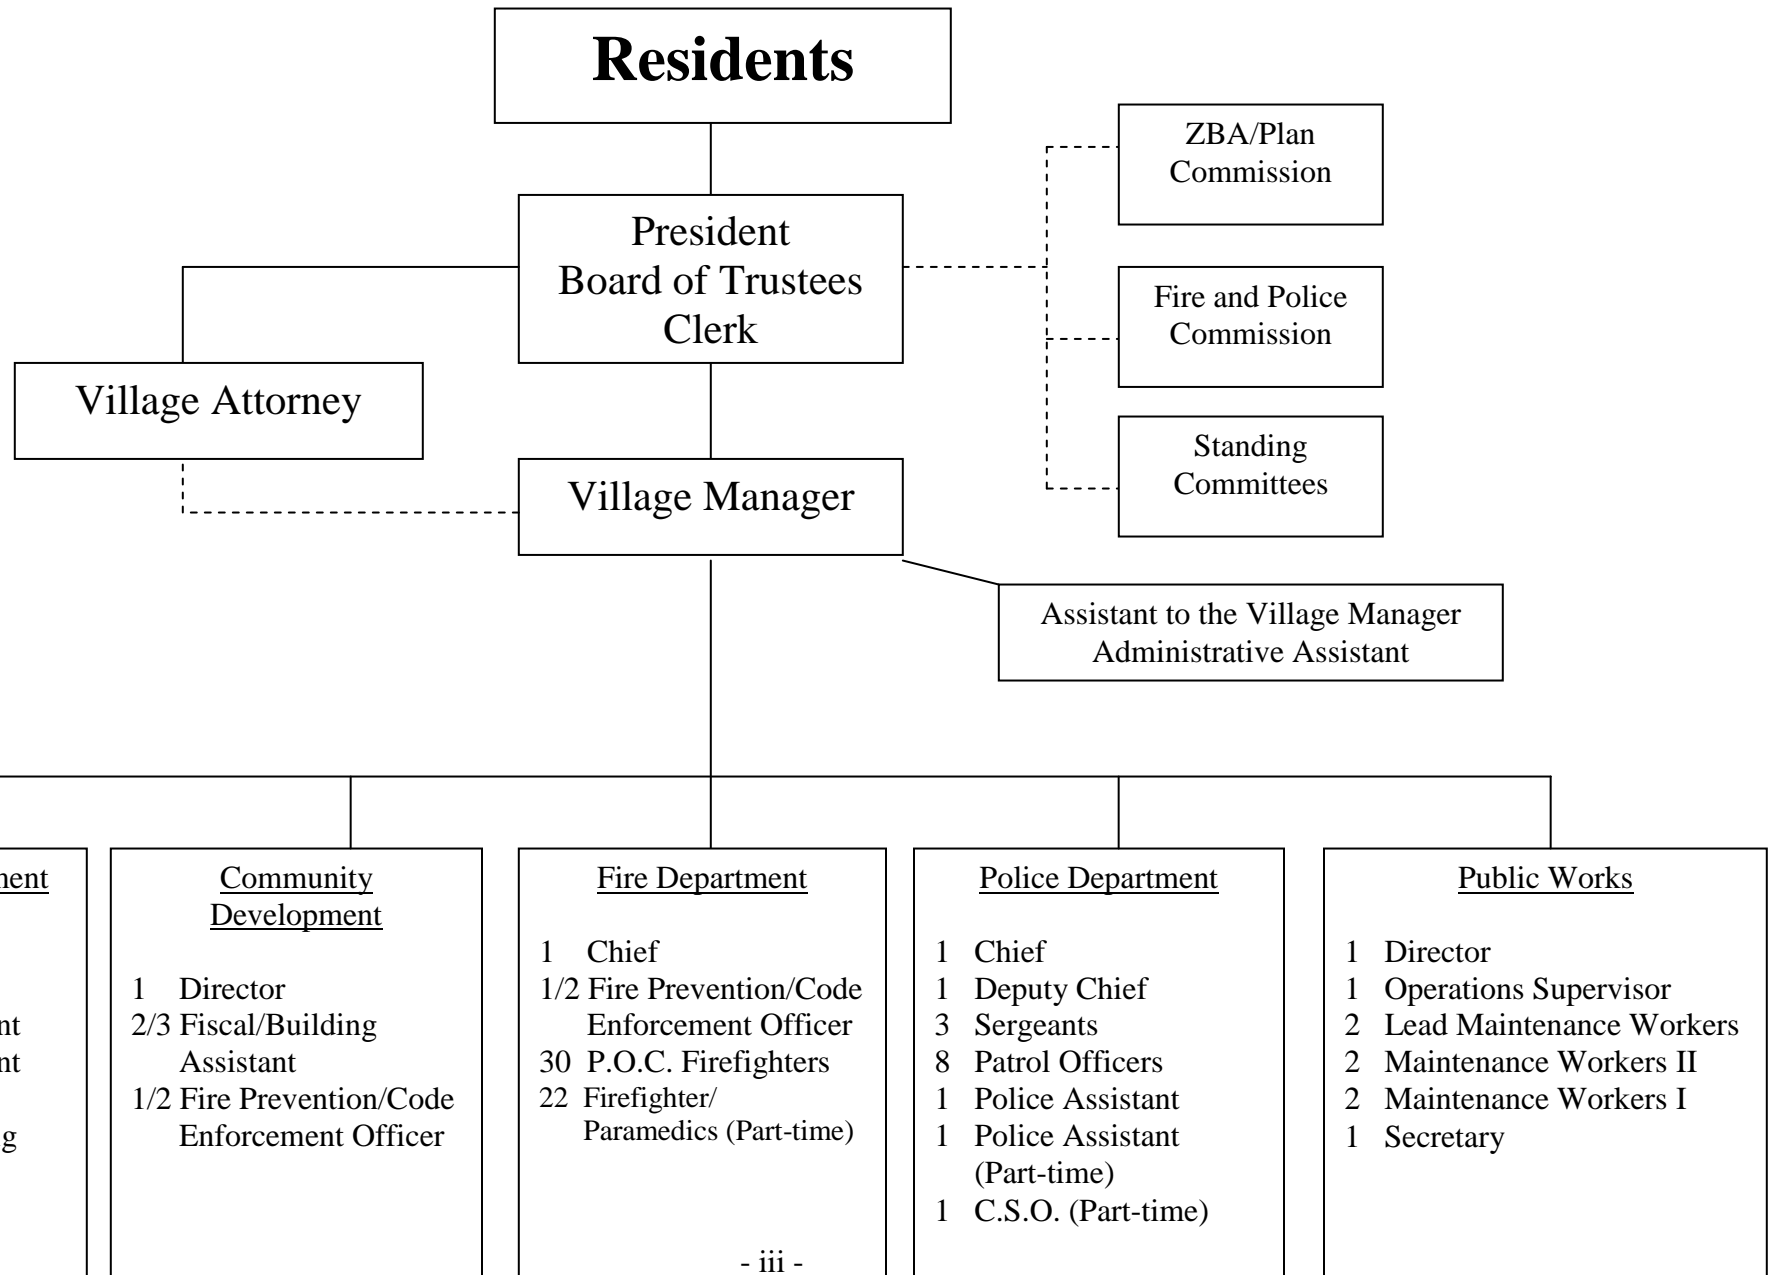 Residents
ZBA/Plan
Commission
President
Board of Trustees
Clerk
Fire and Police
Commission
Village Attorney
Standing
Committees
Village Manager
Assistant to the Village Manager
Administrative Assistant
Community
Development
1 Director
2/3 Fiscal/Building
Assistant
1/2 Fire Prevention/Code
Enforcement Officer
Fire Department
1 Chief
1/2 Fire Prevention/Code
Enforcement Officer
30 P.O.C. Firefighters
22 Firefighter/
Paramedics (Part-time)
Police Department
1 Chief
1 Deputy Chief
3 Sergeants
8 Patrol Officers
1 Police Assistant
1 Police Assistant
(Part-time)
1 C.S.O. (Part-time)
Public Works
1 Director
1 Operations Supervisor
2 Lead Maintenance Workers
2 Maintenance Workers II
2 Maintenance Workers I
1 Secretary
- iii -